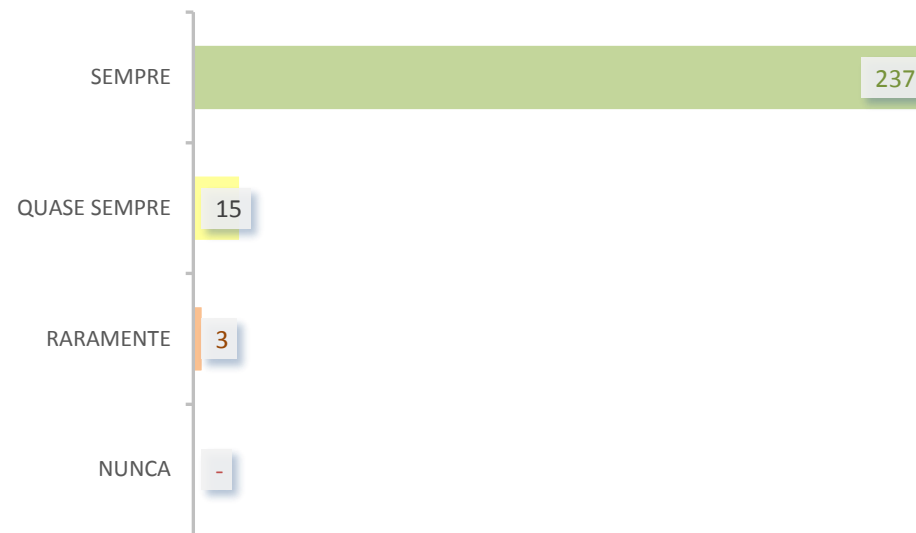 SEMPRE 237
QUASE SEMPRE 15
RARAMENTE 3
NUNCA -